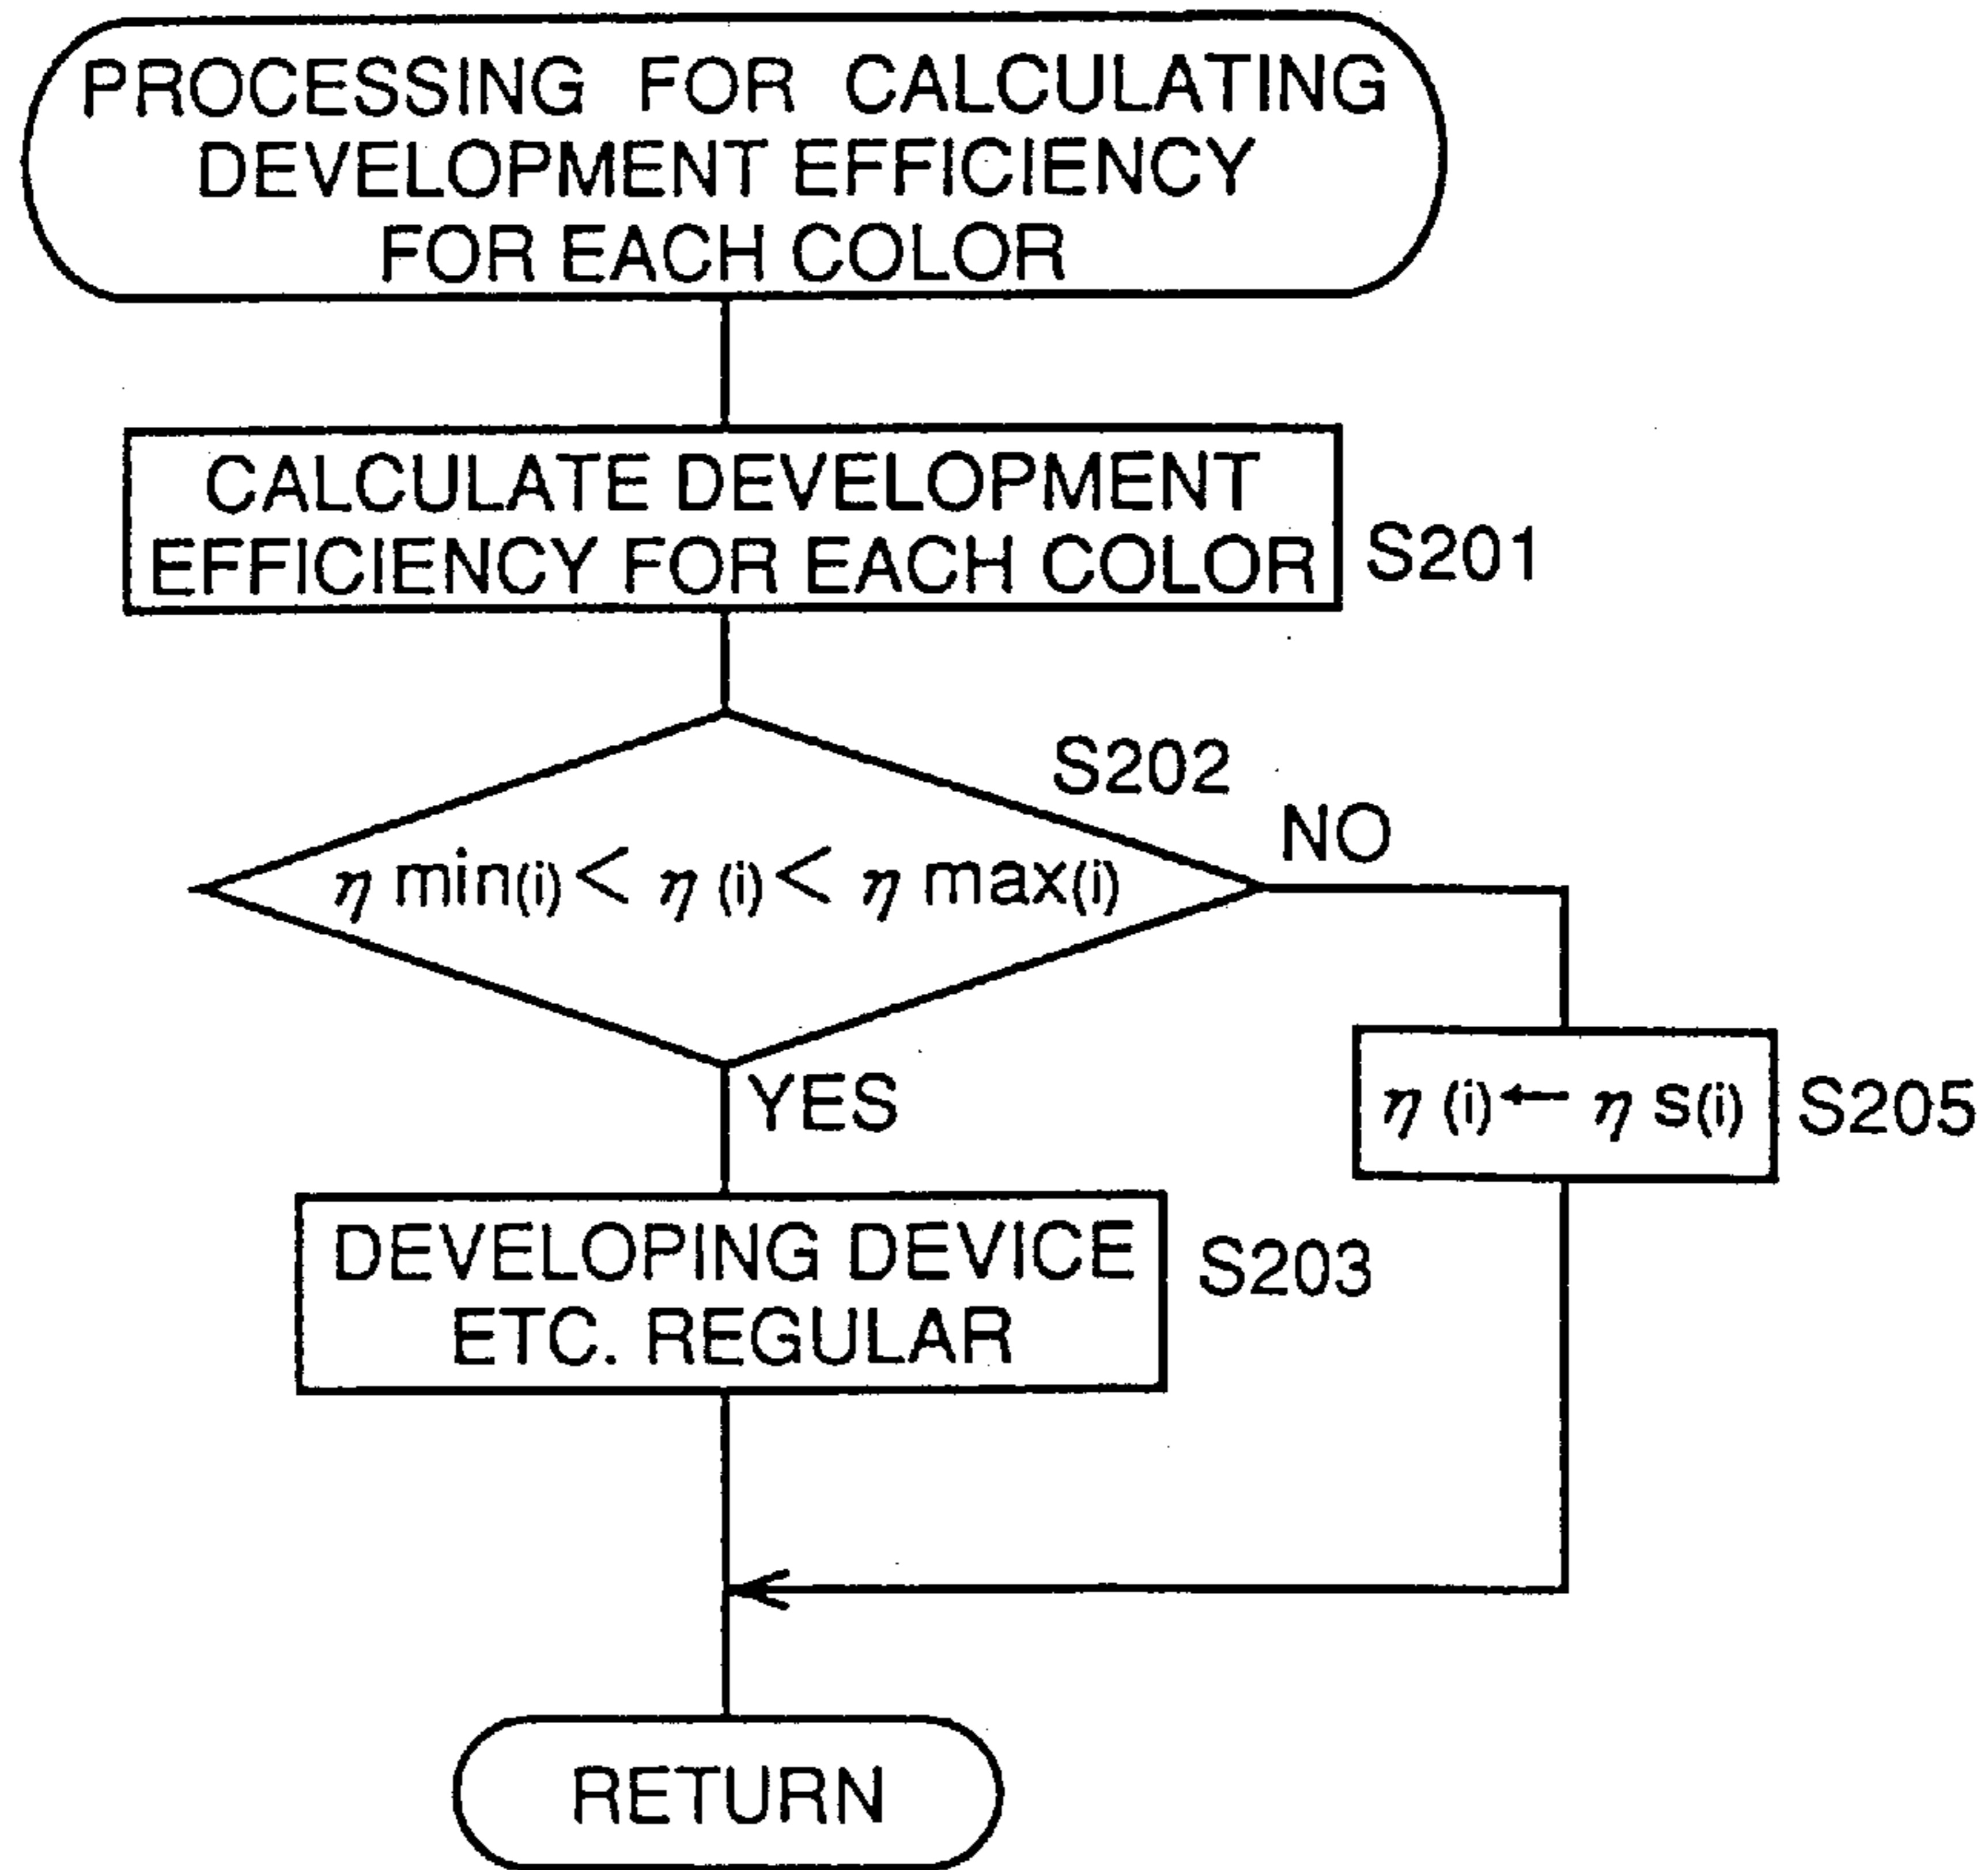 PROCESSING FOR CALCULATING
DEVELOPMENT EFFICIENCY
FOR EACH COLOR
CALCULATE DEVELOPMENT
EFFICIENCY FOR EACH COLOR
S201
S202
NO
η min(i) < η (i) < η max(i)
YES
η (i) ← η s(i)
S205
DEVELOPING DEVICE
ETC. REGULAR
S203
RETURN